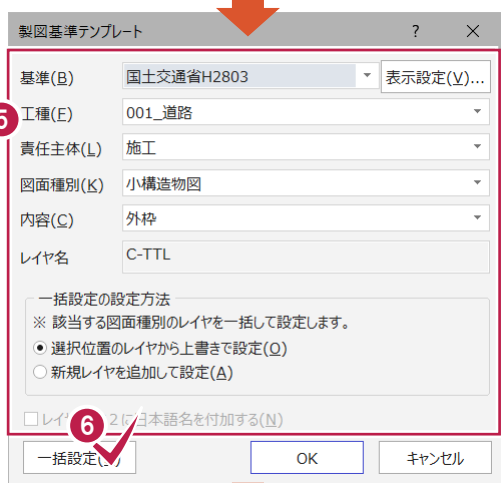 製図基準テンプレート ? ×
基準(B) 国土交通省H2803 表示設定(V)...
5
工種(F) 001_道路
責任主体(L) 施工
図面種別(K) 小構造物図
内容(C) 外枠
レイヤ名 C-TTL
一括設定の設定方法
※ 該当する図面種別のレイヤを一括して設定します。
選択位置のレイヤから上書きで設定(O)
新規レイヤを追加して設定(A)
レイ 2に日本語名を付加する(N)
6
一括設定( OK キャンセル